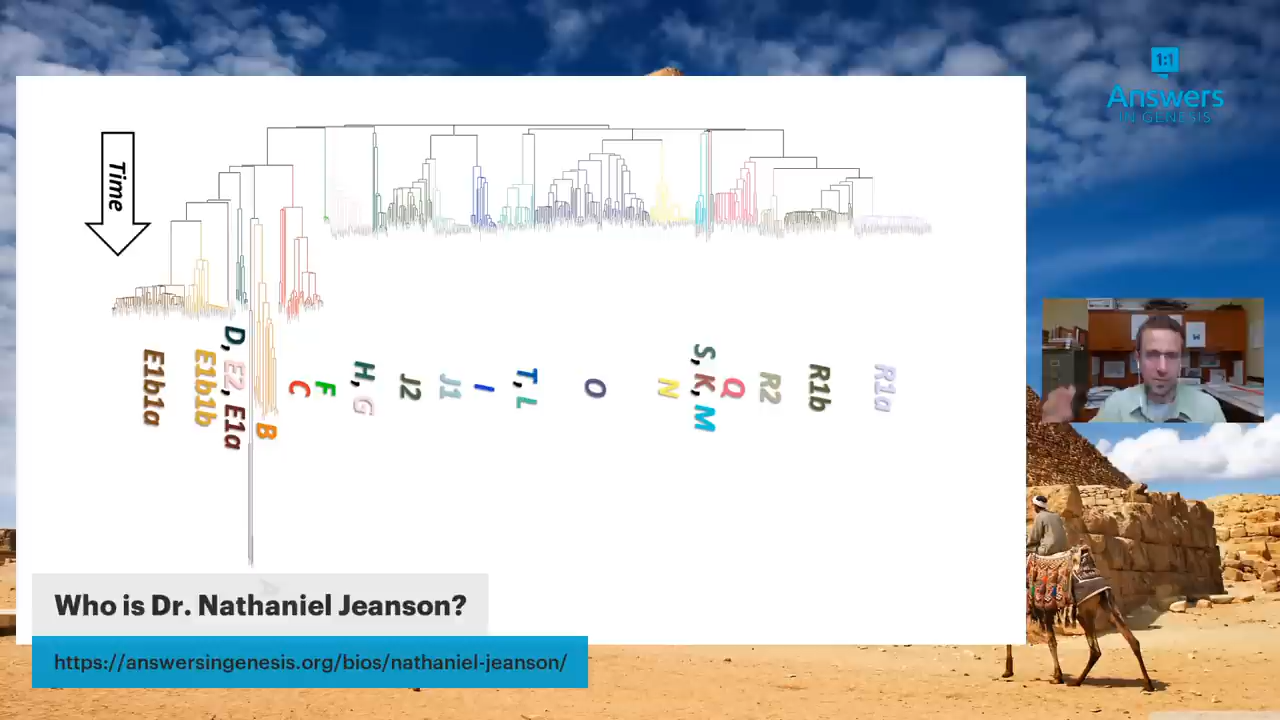 1:1
Answers
IN GENESIS
Time
E1b1a
E1b1b
D, E2, E1a
B
C
F
H, G
J2
J1
I
T, L
O
N
S, K, M
Q
R2
R1b
R1a
Who is Dr. Nathaniel Jeanson?
https://answersingenesis.org/bios/nathaniel-jeanson/